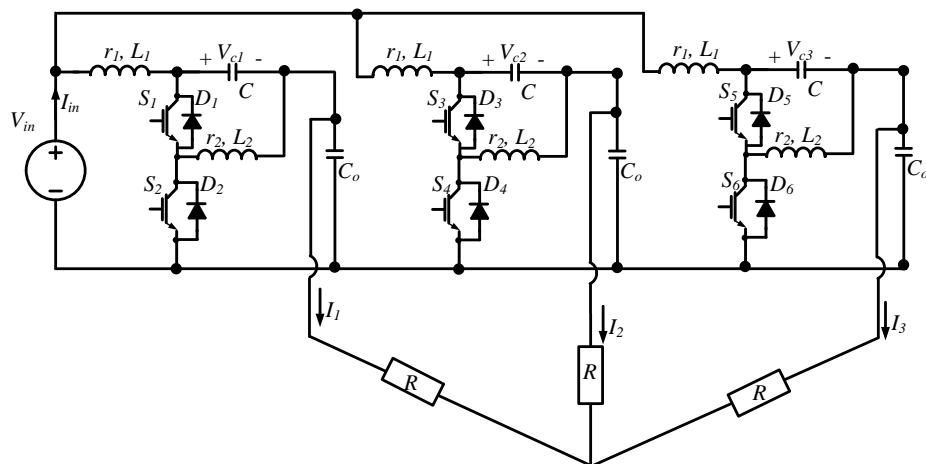 r1, L1
+ Vc1 -
C
S1
D1
r2, L2
S2
D2
Co
Iin
Vin
+
−
r1, L1
+ Vc2 -
C
S3
D3
r2, L2
S4
D4
Co
r1, L1
+ Vc3 -
C
S5
D5
r2, L2
S6
D6
Co
I1
I2
I3
R
R
R